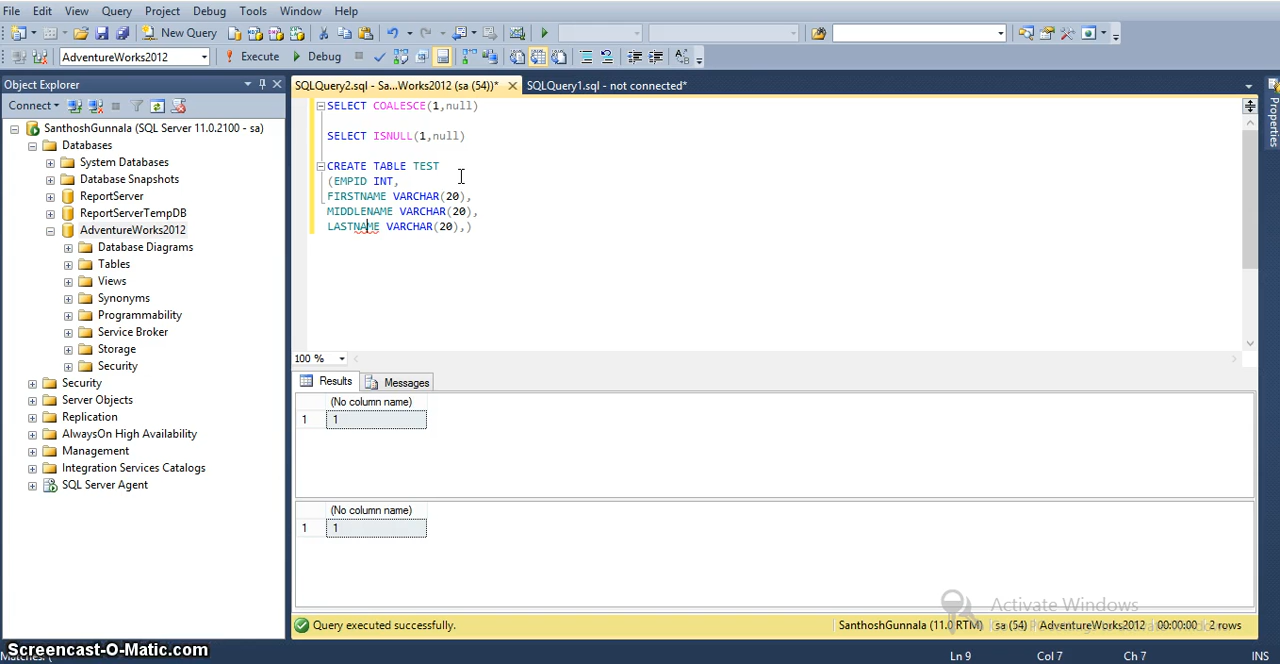 File Edit View Query Project Debug Tools Window Help
New Query
AdventureWorks2012 Execute Debug
Object Explorer
Connect
SanthoshGunnala (SQL Server 11.0.2100 - sa)
Databases
System Databases
Database Snapshots
ReportServer
ReportServerTempDB
AdventureWorks2012
Database Diagrams
Tables
Views
Synonyms
Programmability
Service Broker
Storage
Security
Security
Server Objects
Replication
AlwaysOn High Availability
Management
Integration Services Catalogs
SQL Server Agent
SQLQuery2.sql - Sa...Works2012 (sa (54))* SQLQuery1.sql - not connected*
SELECT COALESCE(1,null)
SELECT ISNULL(1,null)
CREATE TABLE TEST
(EMPID INT,
FIRSTNAME VARCHAR(20),
MIDDLENAME VARCHAR(20),
LASTNAME VARCHAR(20),)
Properties
100 %
Results Messages
(No column name)
1 1
(No column name)
1 1
Activate Windows
Query executed successfully. SanthoshGunnala (11.0 RTM) sa (54) AdventureWorks2012 00:00:00 2 rows
Screencast-O-Matic.com
Ln 9 Col 7 Ch 7 INS